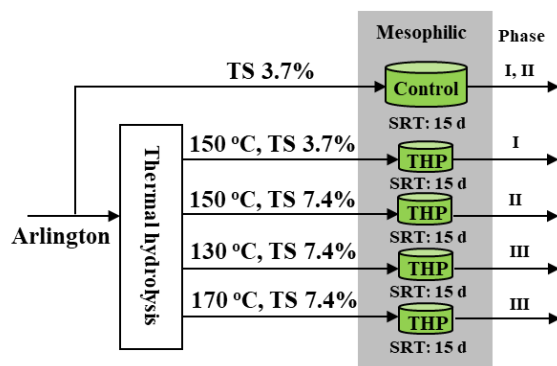 Mesophilic
Phase
TS 3.7%
Control
I, II
SRT: 15 d
150 °C, TS 3.7%
THP
I
SRT: 15 d
150 °C, TS 7.4%
THP
II
SRT: 15 d
Arlington
Thermal hydrolysis
130 °C, TS 7.4%
THP
III
SRT: 15 d
170 °C, TS 7.4%
THP
III
SRT: 15 d